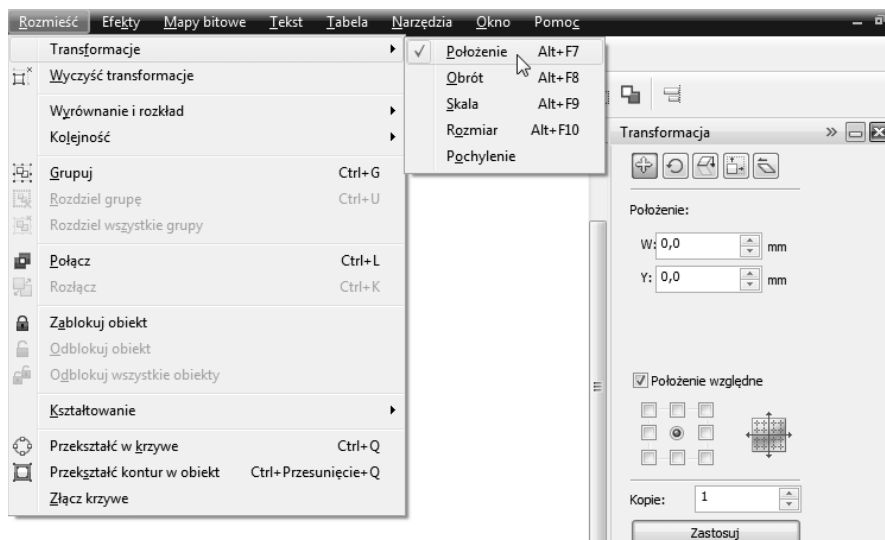 Rozmieść Efekty Mapy bitowe Tekst Tabela Narzędzia Okno Pomoc
Transformacje
Wyczyść transformacje
Wyrównanie i rozkład
Kolejność
Grupuj Ctrl+G
Rozdziel grupę Ctrl+U
Rozdziel wszystkie grupy
Połącz Ctrl+L
Rozłącz Ctrl+K
Zablokuj obiekt
Odblokuj obiekt
Odblokuj wszystkie obiekty
Kształtowanie
Przekształć w krzywe Ctrl+Q
Przekształć kontur w obiekt Ctrl+Przesunięcie+Q
Złącz krzywe
Położenie Alt+F7
Obrót Alt+F8
Skala Alt+F9
Rozmiar Alt+F10
Pochylenie
Transformacja
Położenie:
W: 0,0 mm
Y: 0,0 mm
Położenie względne
Kopie: 1
Zastosuj